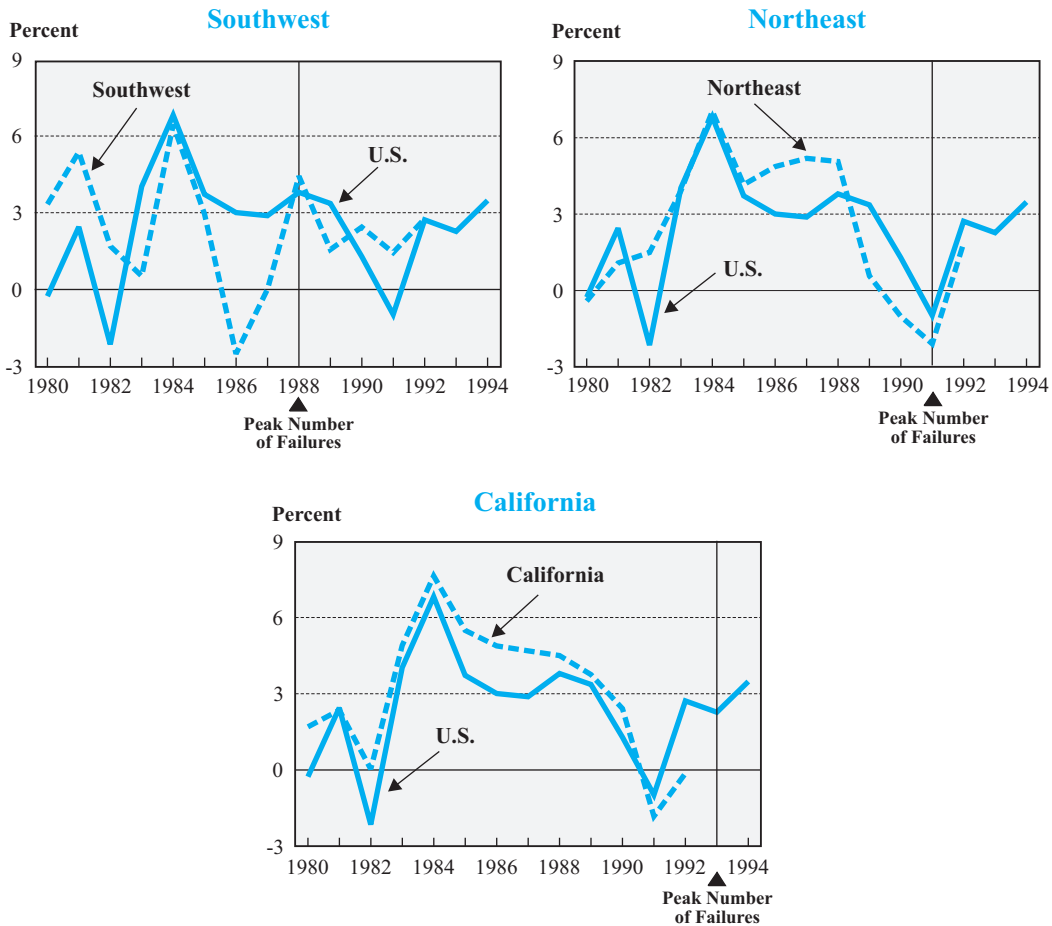 Southwest
Percent
9
6
3
0
-3
Southwest
U.S.
1980 1982 1984 1986 1988 1990 1992 1994
Peak Number
of Failures
Northeast
Percent
9
6
3
0
-3
Northeast
U.S.
1980 1982 1984 1986 1988 1990 1992 1994
Peak Number
of Failures
California
Percent
9
6
3
0
-3
California
U.S.
1980 1982 1984 1986 1988 1990 1992 1994
Peak Number
of Failures